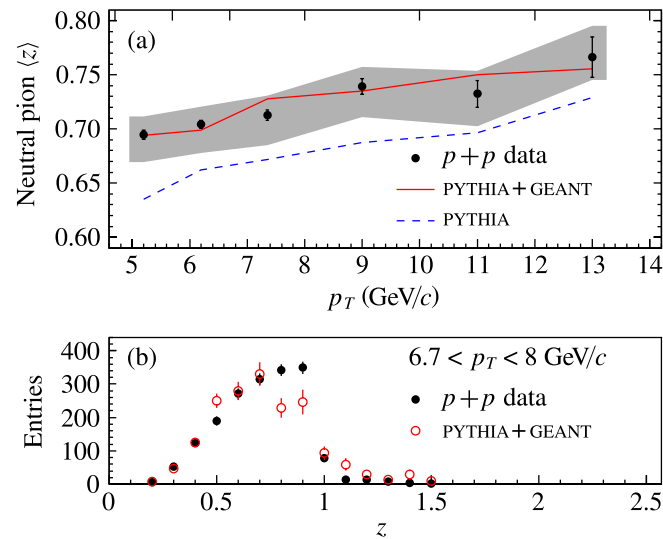 0.80
(a)
0.75
0.70
0.65
0.60
Neutral pion ⟨z⟩
p+p data
PYTHIA+GEANT
PYTHIA
5 6 7 8 9 10 11 12 13 14
p_T (GeV/c)
(b)
6.7 < p_T < 8 GeV/c
400
300
200
100
0
Entries
p+p data
PYTHIA+GEANT
0 0.5 1 1.5 2 2.5
z